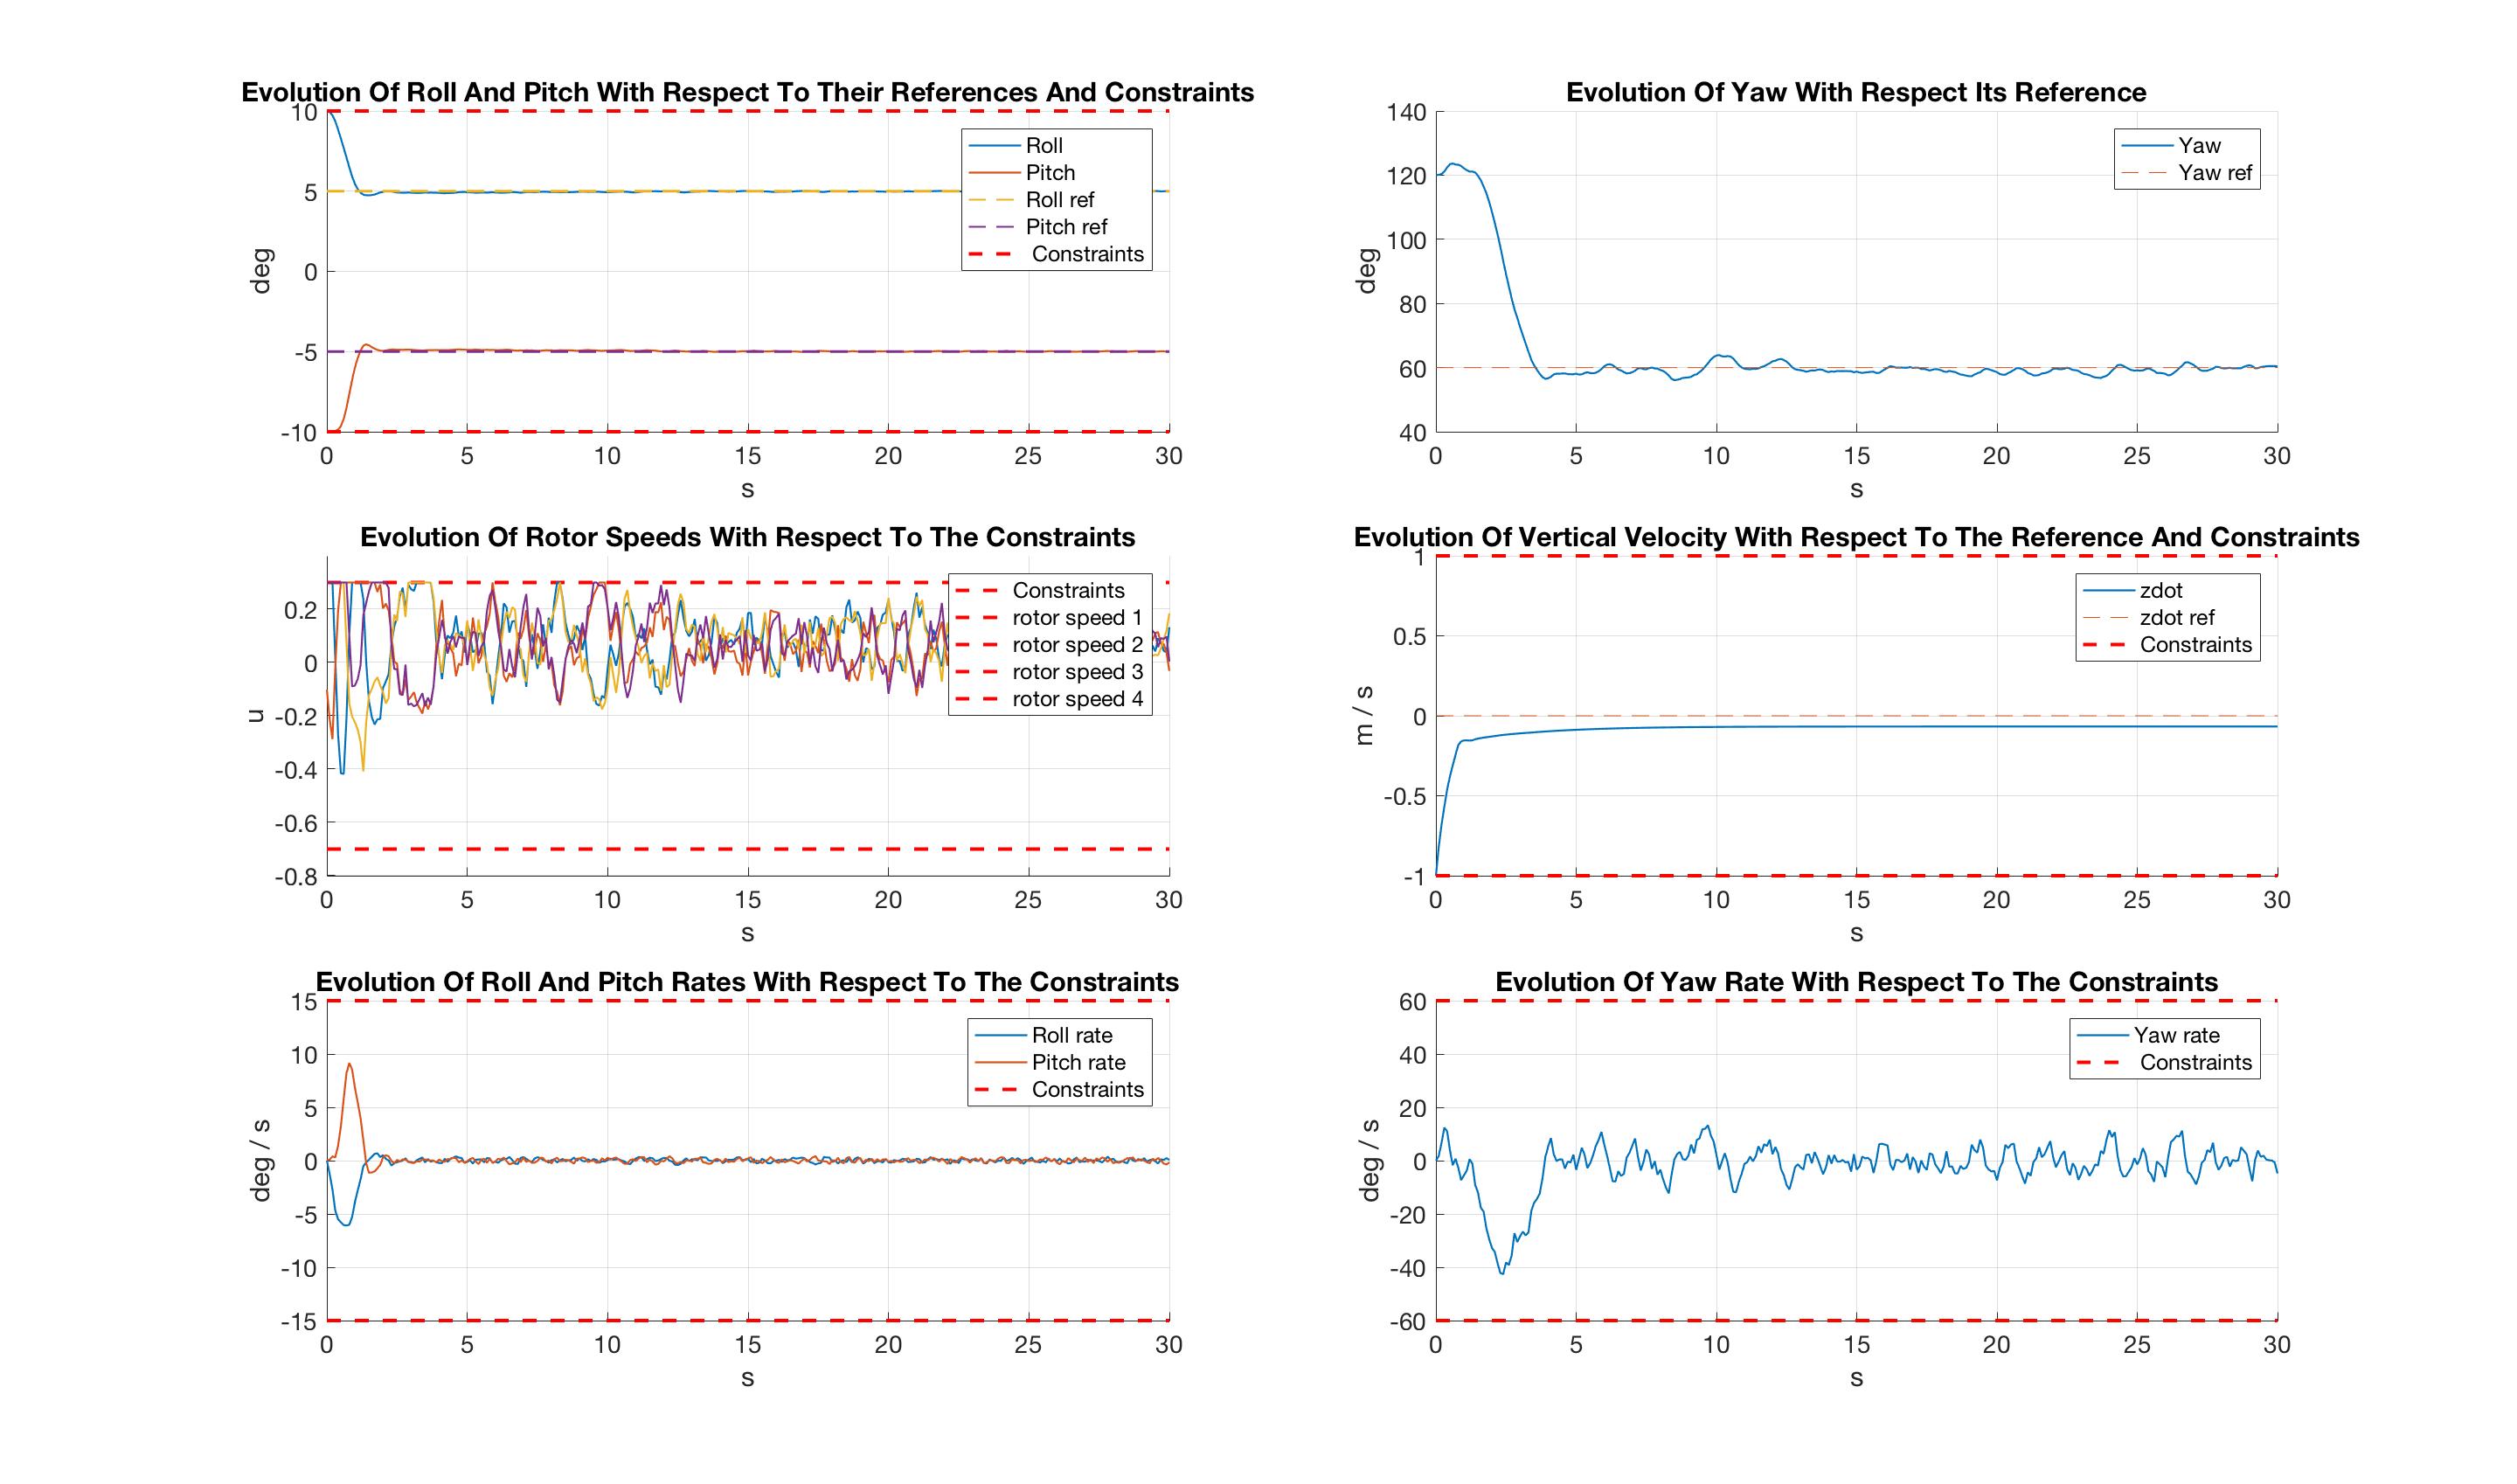 Evolution Of Roll And Pitch With Respect To Their References And Constraints
10
5
0
-5
-10
deg
0 5 10 15 20 25 30
s
Roll
Pitch
Roll ref
Pitch ref
Constraints
Evolution Of Yaw With Respect Its Reference
140
120
100
80
60
40
deg
0 5 10 15 20 25 30
s
Yaw
Yaw ref
Evolution Of Rotor Speeds With Respect To The Constraints
0.2
0
-0.2
-0.4
-0.6
-0.8
u
0 5 10 15 20 25 30
s
Constraints
rotor speed 1
rotor speed 2
rotor speed 3
rotor speed 4
Evolution Of Vertical Velocity With Respect To The Reference And Constraints
1
0.5
0
-0.5
-1
m / s
0 5 10 15 20 25 30
s
zdot
zdot ref
Constraints
Evolution Of Roll And Pitch Rates With Respect To The Constraints
15
10
5
0
-5
-10
-15
deg / s
0 5 10 15 20 25 30
s
Roll rate
Pitch rate
Constraints
Evolution Of Yaw Rate With Respect To The Constraints
60
40
20
0
-20
-40
-60
deg / s
0 5 10 15 20 25 30
s
Yaw rate
Constraints